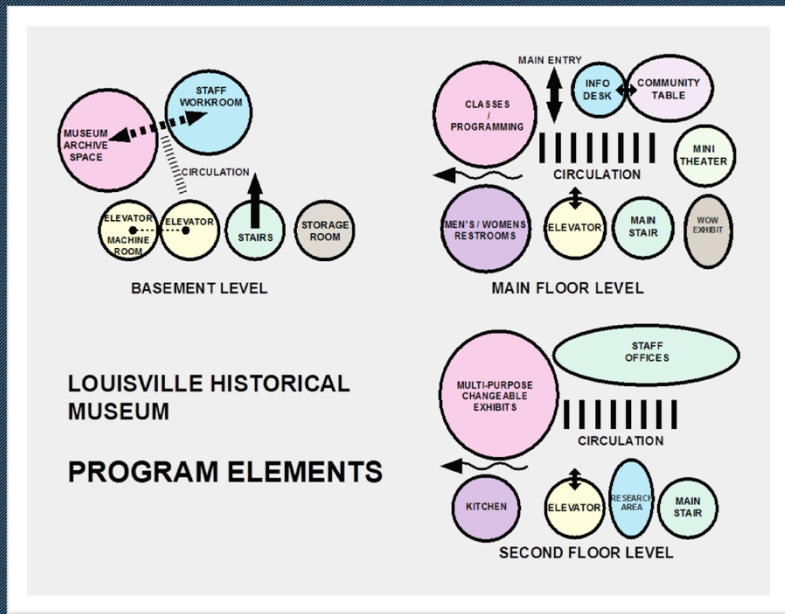 STAFF
WORKROOM
MUSEUM
ARCHIVE
SPACE
CIRCULATION
ELEVATOR
MACHINE
ROOM
ELEVATOR
STAIRS
STORAGE
ROOM
BASEMENT LEVEL
MAIN ENTRY
CLASSES
/
PROGRAMMING
INFO
DESK
COMMUNITY
TABLE
MINI
THEATER
CIRCULATION
MEN'S / WOMENS
RESTROOMS
ELEVATOR
MAIN
STAIR
WOW
EXHIBIT
MAIN FLOOR LEVEL
LOUISVILLE HISTORICAL
MUSEUM
PROGRAM ELEMENTS
STAFF
OFFICES
MULTI-PURPOSE
CHANGEABLE
EXHIBITS
CIRCULATION
KITCHEN
ELEVATOR
RESEARCH
AREA
MAIN
STAIR
SECOND FLOOR LEVEL